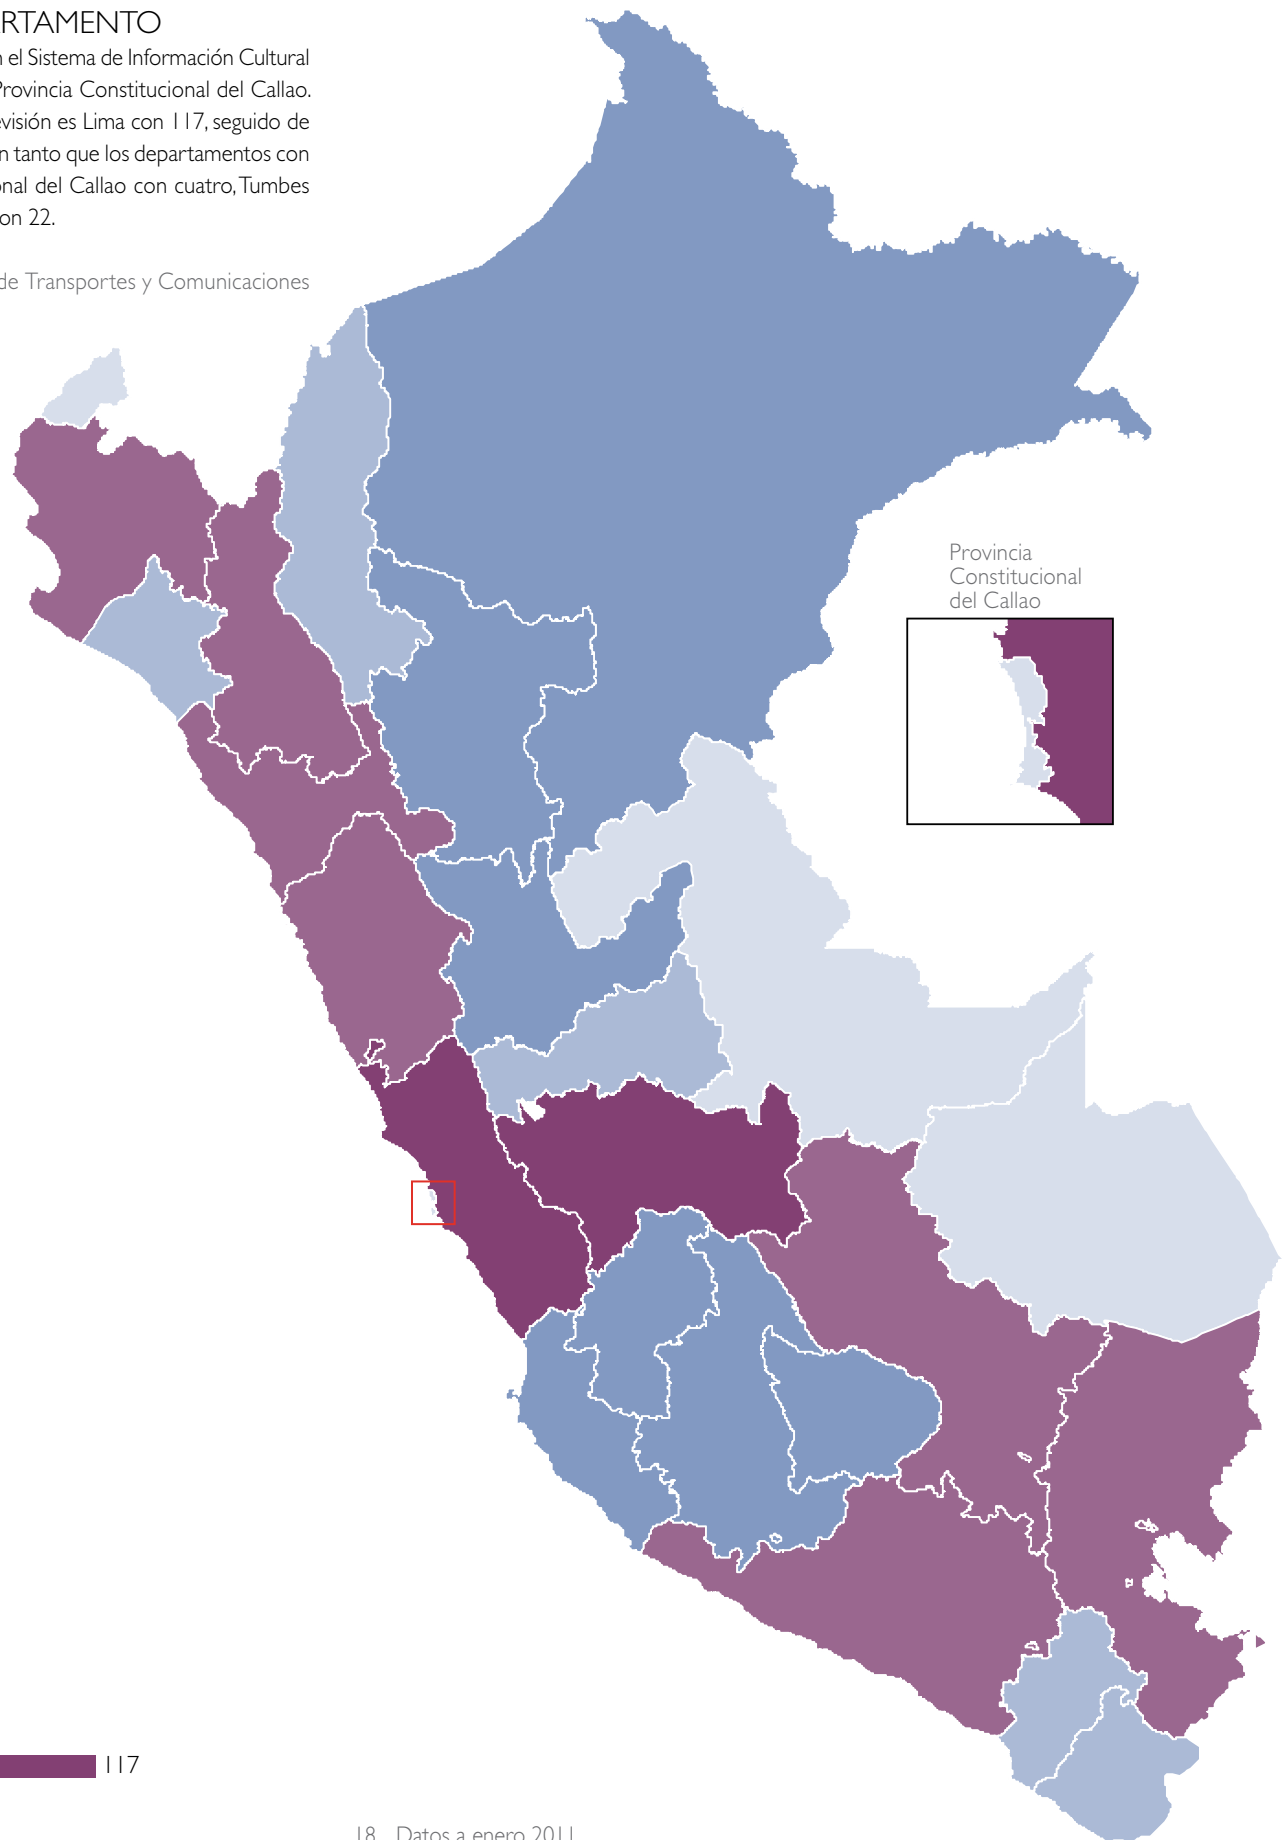 RTAMENTO
el Sistema de Información Cultural
Provincia Constitucional del Callao.
evisión es Lima con 117, seguido de
n tanto que los departamentos con
onal del Callao con cuatro, Tumbes
on 22.
de Transportes y Comunicaciones
Provincia
Constitucional
del Callao
117
18 Datos a enero 2011